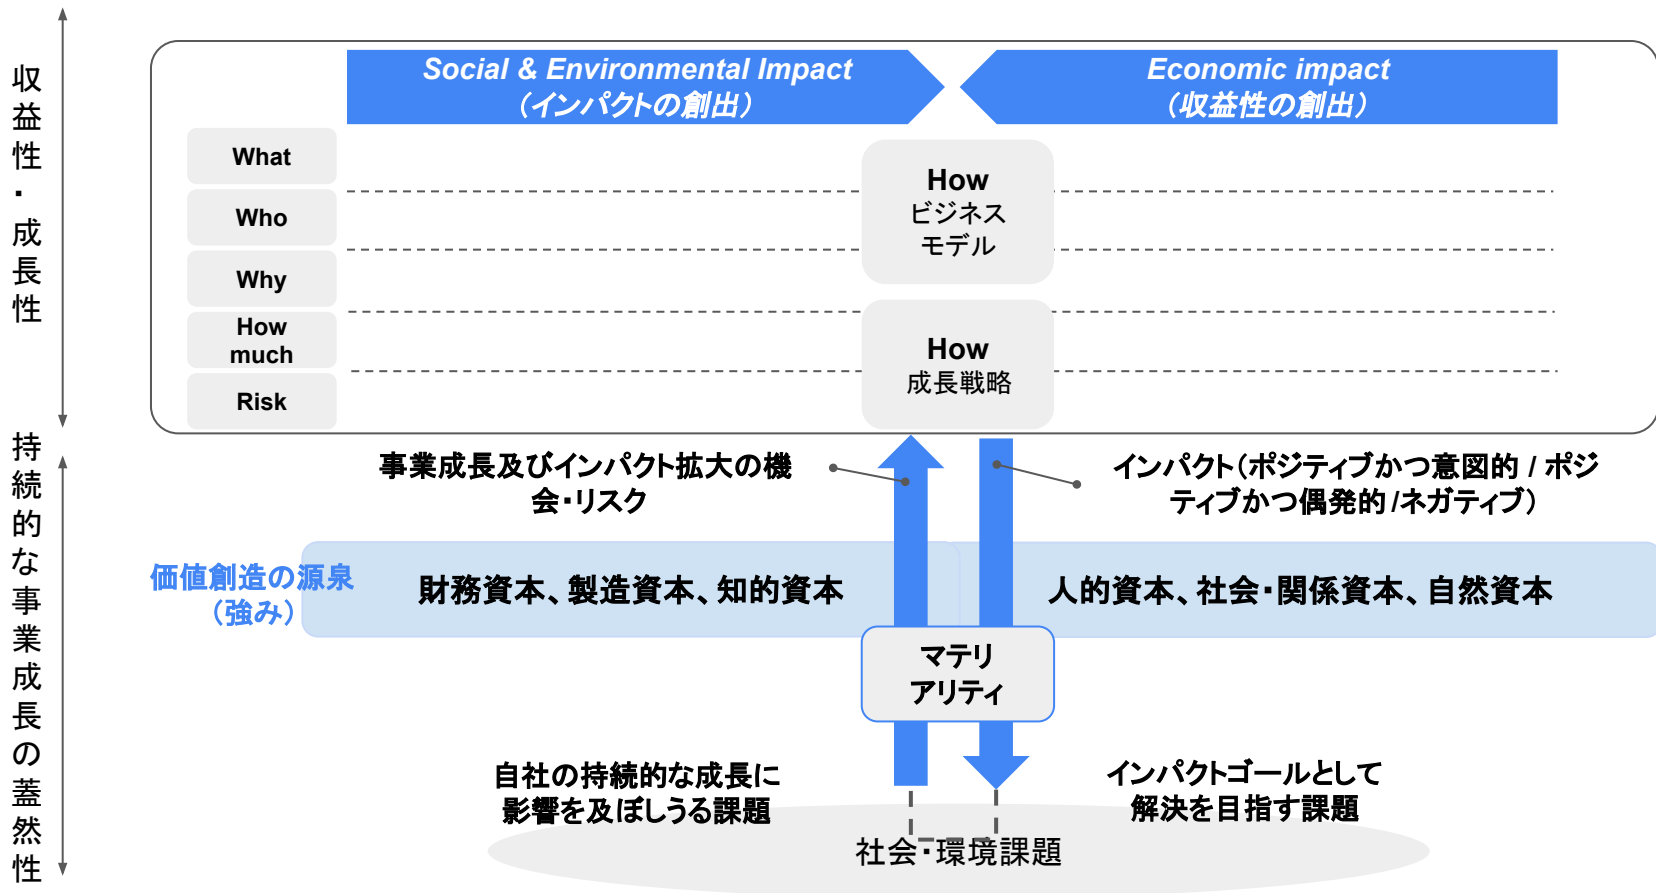 収益性・成長性
Social & Environmental Impact
（インパクトの創出）
Economic impact
（収益性の創出）
What
Who
Why
How
much
Risk
How
ビジネス
モデル
How
成長戦略
持続的な事業成長の蓋然性
事業成長及びインパクト拡大の機
会・リスク
インパクト（ポジティブかつ意図的 / ポジ
ティブかつ偶発的 /ネガティブ）
価値創造の源泉
（強み）
財務資本、製造資本、知的資本
人的資本、社会・関係資本、自然資本
マテリ
アリティ
自社の持続的な成長に
影響を及ぼしうる課題
インパクトゴールとして
解決を目指す課題
社会・環境課題